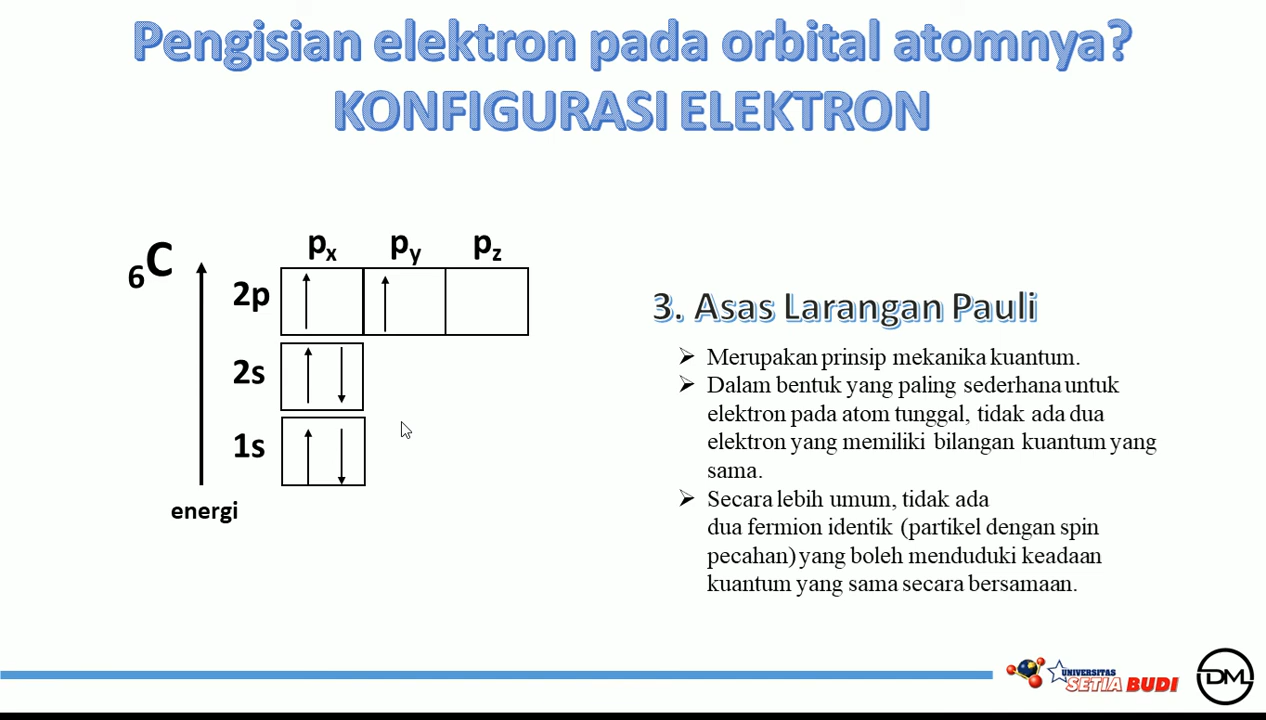 Pengisian elektron pada orbital atomnya?
KONFIGURASI ELEKTRON
6C
px py pz
2p
2s
1s
energi
3. Asas Larangan Pauli
➢ Merupakan prinsip mekanika kuantum.
➢ Dalam bentuk yang paling sederhana untuk
elektron pada atom tunggal, tidak ada dua
elektron yang memiliki bilangan kuantum yang
sama.
➢ Secara lebih umum, tidak ada
dua fermion identik (partikel dengan spin
pecahan) yang boleh menduduki keadaan
kuantum yang sama secara bersamaan.
UNIVERSITAS
SETIA BUDI
DM